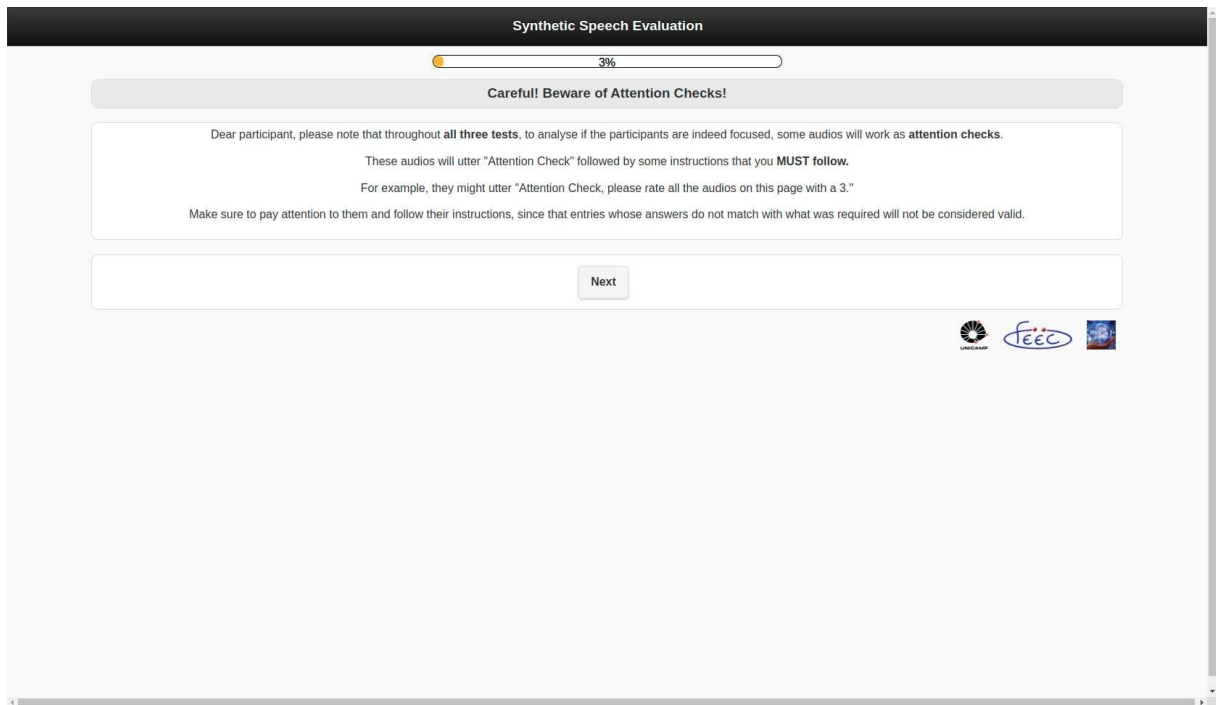 Synthetic Speech Evaluation
3%
Careful! Beware of Attention Checks!
Dear participant, please note that throughout all three tests, to analyse if the participants are indeed focused, some audios will work as attention checks.
These audios will utter "Attention Check" followed by some instructions that you MUST follow.
For example, they might utter "Attention Check, please rate all the audios on this page with a 3."
Make sure to pay attention to them and follow their instructions, since that entries whose answers do not match with what was required will not be considered valid.
Next
UNICAMP FEEC